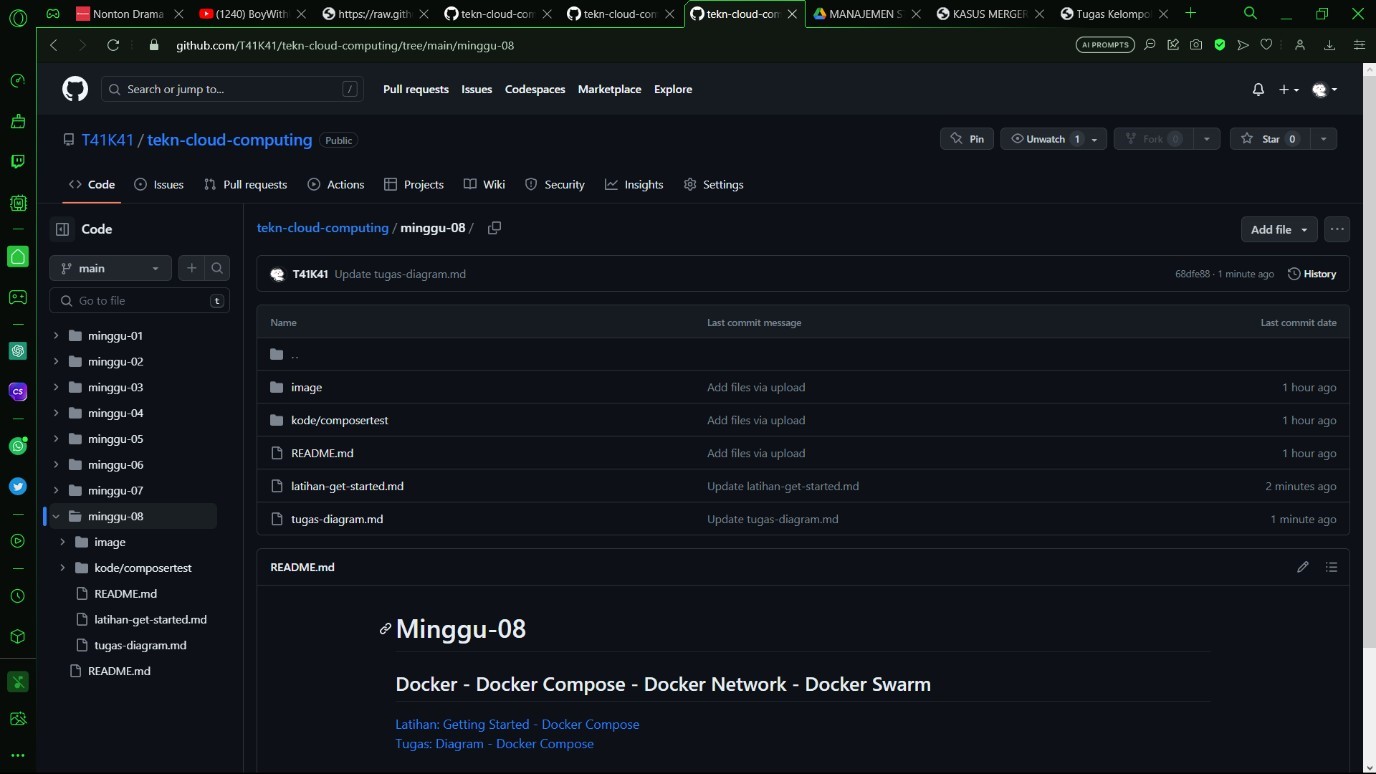 Nonton Drama
(1240) BoyWith
https://raw.gith
tekn-cloud-com
tekn-cloud-com
tekn-cloud-com
MANAJEMEN S
KASUS MERGER
Tugas Kelompo
github.com/T41K41/tekn-cloud-computing/tree/main/minggu-08
AI PROMPTS
Search or jump to...
/
Pull requests
Issues
Codespaces
Marketplace
Explore
T41K41 / tekn-cloud-computing Public
Pin
Unwatch 1
Fork 0
Star 0
Code
Issues
Pull requests
Actions
Projects
Wiki
Security
Insights
Settings
Code
main
Go to file
t
minggu-01
minggu-02
minggu-03
minggu-04
minggu-05
minggu-06
minggu-07
minggu-08
image
kode/composertest
README.md
latihan-get-started.md
tugas-diagram.md
README.md
tekn-cloud-computing / minggu-08 /
Add file
T41K41 Update tugas-diagram.md
68dfe88 · 1 minute ago
History
Name Last commit message Last commit date
..
image Add files via upload 1 hour ago
kode/composertest Add files via upload 1 hour ago
README.md Add files via upload 1 hour ago
latihan-get-started.md Update latihan-get-started.md 2 minutes ago
tugas-diagram.md Update tugas-diagram.md 1 minute ago
README.md
Minggu-08
Docker - Docker Compose - Docker Network - Docker Swarm
Latihan: Getting Started - Docker Compose
Tugas: Diagram - Docker Compose
CS